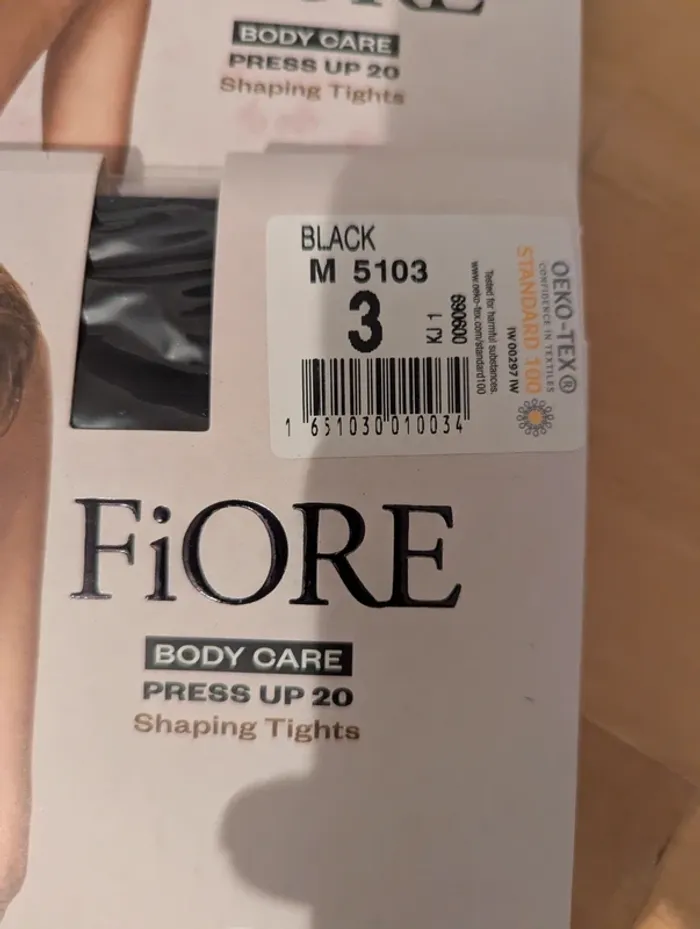 BODY CARE
PRESS UP 20
Shaping Tights
BLACK
M 5103
3
KJ 1
009069
1 651030 010034
Tested for harmful substances.
www.oeko-tex.com/standard100
IW 00297 IW
STANDARD 100
CONFIDENCE IN TEXTILES
OEKO-TEX®
FiORE
BODY CARE
PRESS UP 20
Shaping Tights